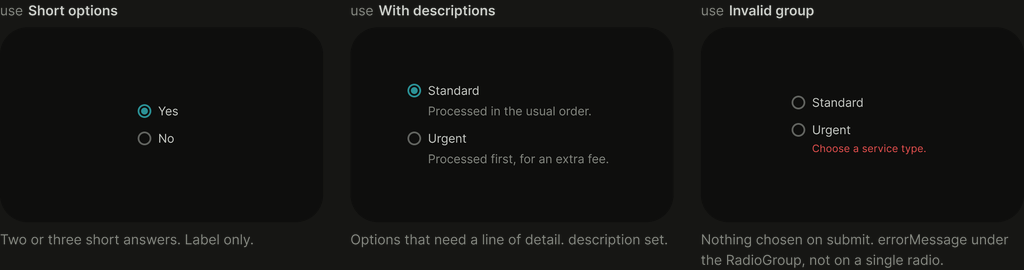 use Short options
Yes
No
Two or three short answers. Label only.
use With descriptions
Standard
Processed in the usual order.
Urgent
Processed first, for an extra fee.
Options that need a line of detail. description set.
use Invalid group
Standard
Urgent
Choose a service type.
Nothing chosen on submit. errorMessage under
the RadioGroup, not on a single radio.